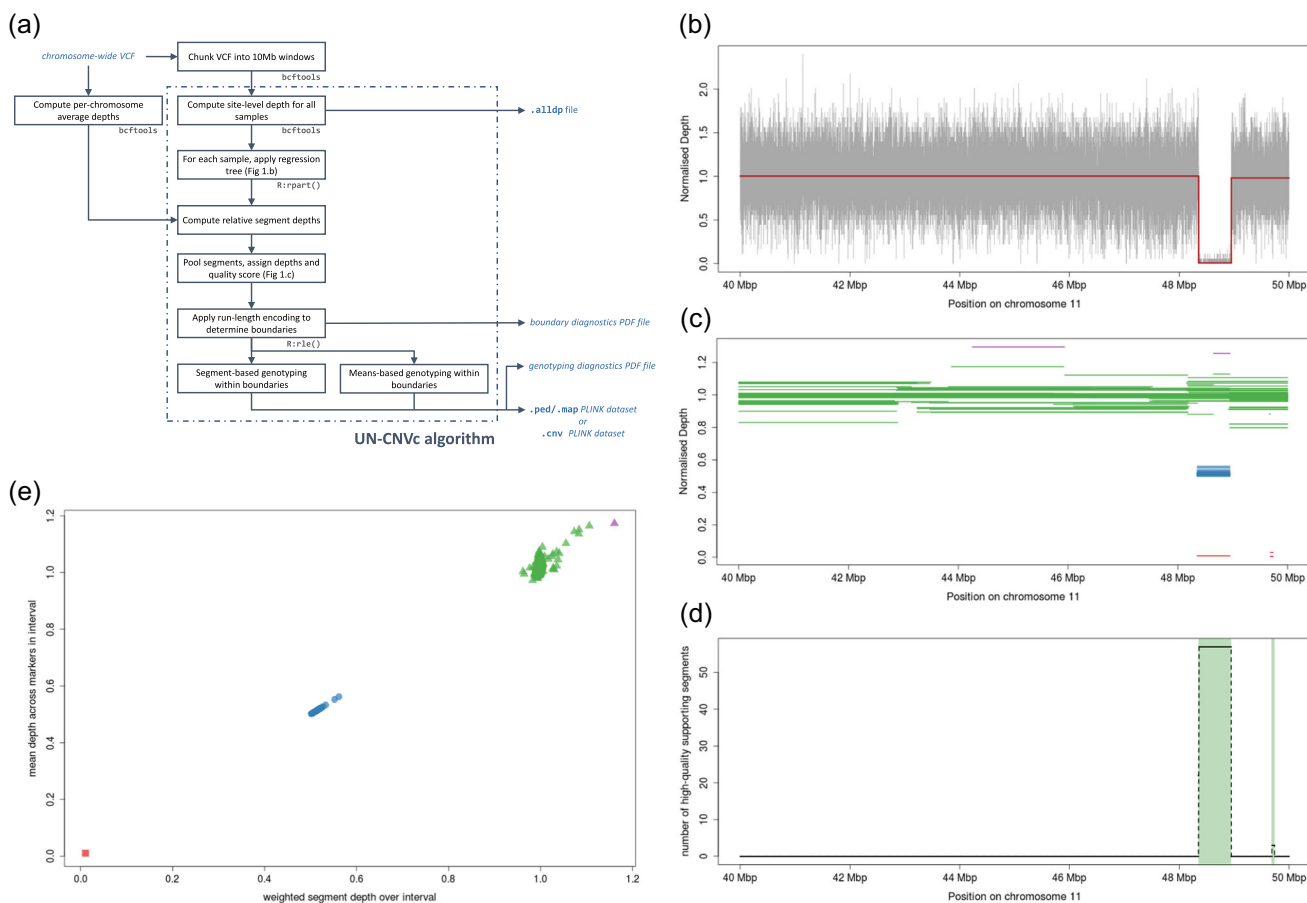 (a)
chromosome-wide VCF
Chunk VCF into 10Mb windows
bcftools
Compute per-chromosome
average depths
bcftools
Compute site-level depth for all
samples
bcftools
.alldp file
For each sample, apply regression
tree (Fig 1.b)
R:rpart()
Compute relative segment depths
Pool segments, assign depths and
quality score (Fig 1.c)
Apply run-length encoding to
determine boundaries
R:rle()
boundary diagnostics PDF file
Segment-based genotyping
within boundaries
Means-based genotyping within
boundaries
genotyping diagnostics PDF file
.ped/.map PLINK dataset
or
.cnv PLINK dataset
UN-CNVc algorithm
(b)
Normalised Depth
2.0
1.5
1.0
0.5
0.0
40 Mbp
42 Mbp
44 Mbp
46 Mbp
48 Mbp
50 Mbp
Position on chromosome 11
(c)
Normalised Depth
1.2
1.0
0.8
0.6
0.4
0.2
0.0
40 Mbp
42 Mbp
44 Mbp
46 Mbp
48 Mbp
50 Mbp
Position on chromosome 11
(d)
number of high-quality supporting segments
50
40
30
20
10
0
40 Mbp
42 Mbp
44 Mbp
46 Mbp
48 Mbp
50 Mbp
Position on chromosome 11
(e)
mean depth across markers in interval
1.2
1.0
0.8
0.6
0.4
0.2
0.0
0.0
0.2
0.4
0.6
0.8
1.0
1.2
weighted segment depth over interval